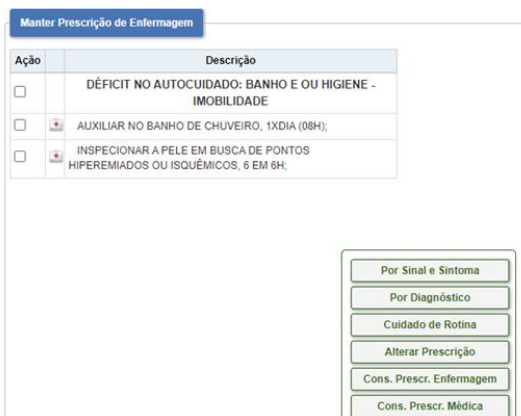 Manter Prescrição de Enfermagem
Ação Descrição
DÉFICIT NO AUTOCUIDADO: BANHO E OU HIGIENE -
IMOBILIDADE
AUXILIAR NO BANHO DE CHUVEIRO, 1XDIA (08H);
INSPECIONAR A PELE EM BUSCA DE PONTOS
HIPEREMIADOS OU ISQUÊMICOS, 6 EM 6H;
Por Sinal e Sintoma
Por Diagnóstico
Cuidado de Rotina
Alterar Prescrição
Cons. Prescr. Enfermagem
Cons. Prescr. Médica